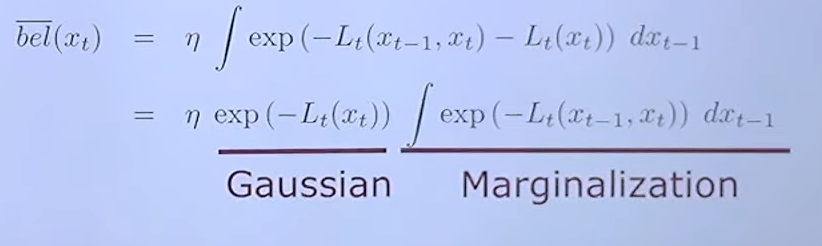 \overline{bel}(x_t) = η ∫ exp (−L_t(x_{t−1}, x_t) − L_t(x_t)) dx_{t−1}
= η exp (−L_t(x_t)) ∫ exp (−L_t(x_{t−1}, x_t)) dx_{t−1}
Gaussian Marginalization